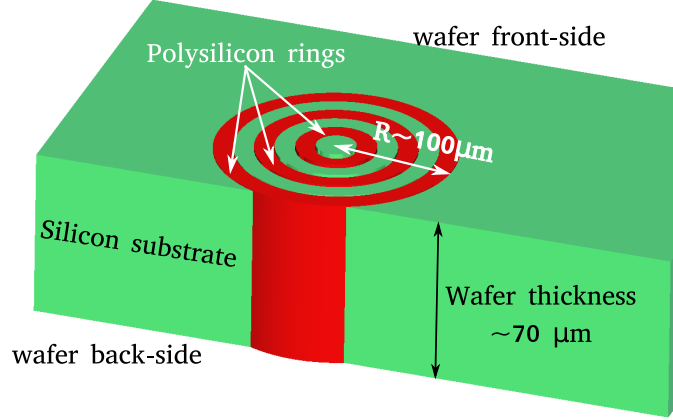 wafer front-side
Polysilicon rings
R~100μm
Silicon substrate
Wafer thickness
~70 μm
wafer back-side